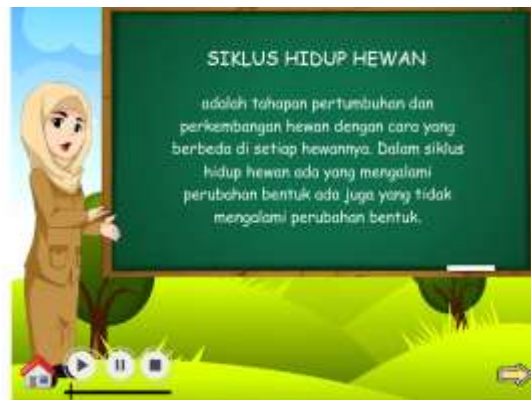 SIKLUS HIDUP HEWAN
adalah tahapan pertumbuhan dan
perkembangan hewan dengan cara yang
berbeda di setiap hewannya. Dalam siklus
hidup hewan ada yang mengalami
perubahan bentuk ada juga yang tidak
mengalami perubahan bentuk.